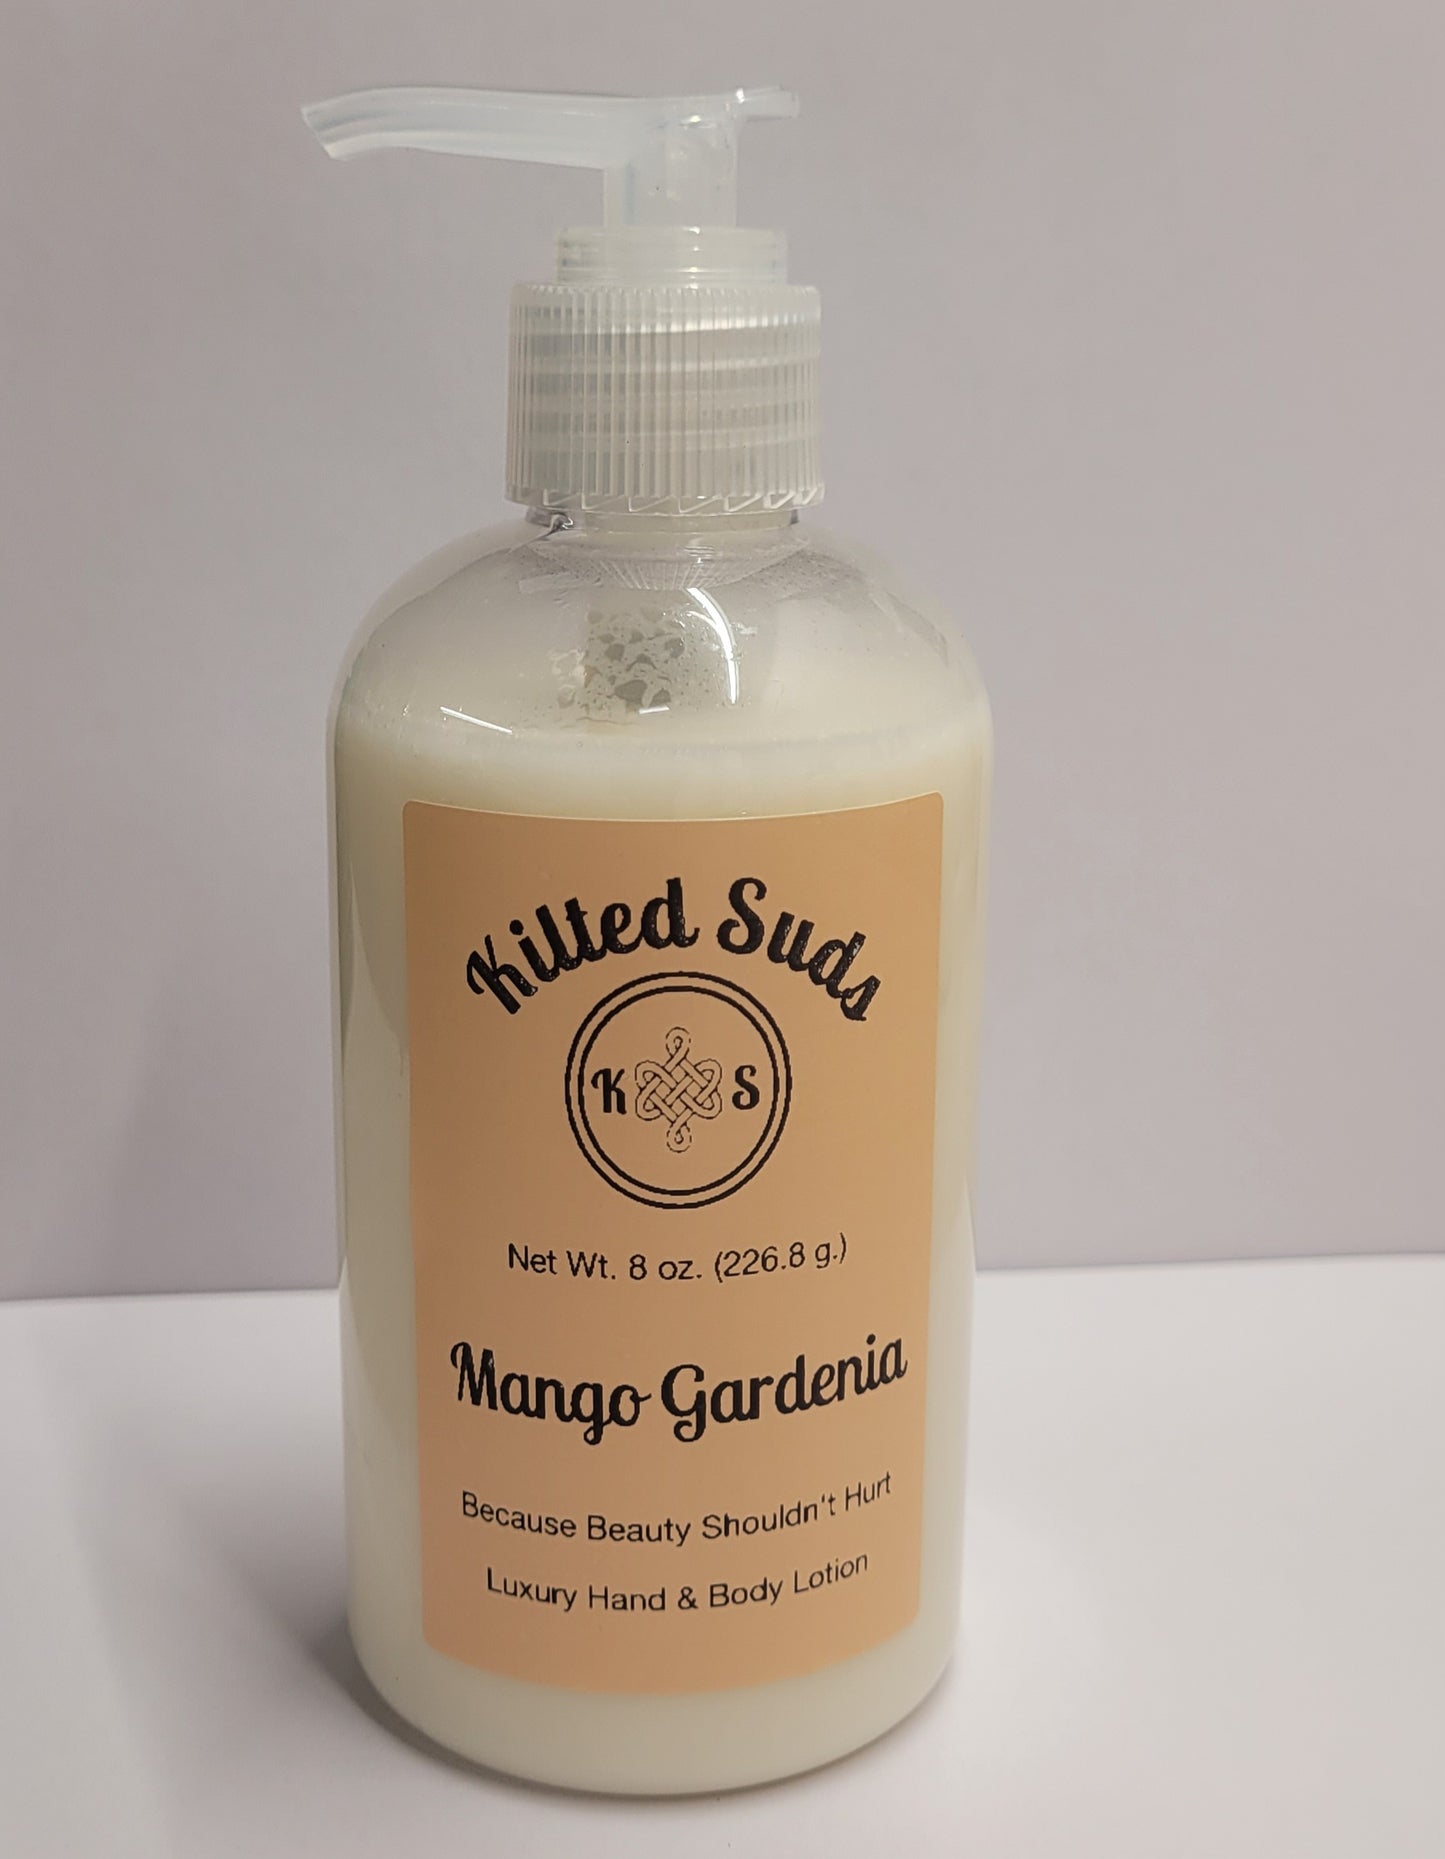 Kilted Suds
K S
Net Wt. 8 oz. (226.8 g.)
Mango Gardenia
Because Beauty Shouldn't Hurt
Luxury Hand & Body Lotion